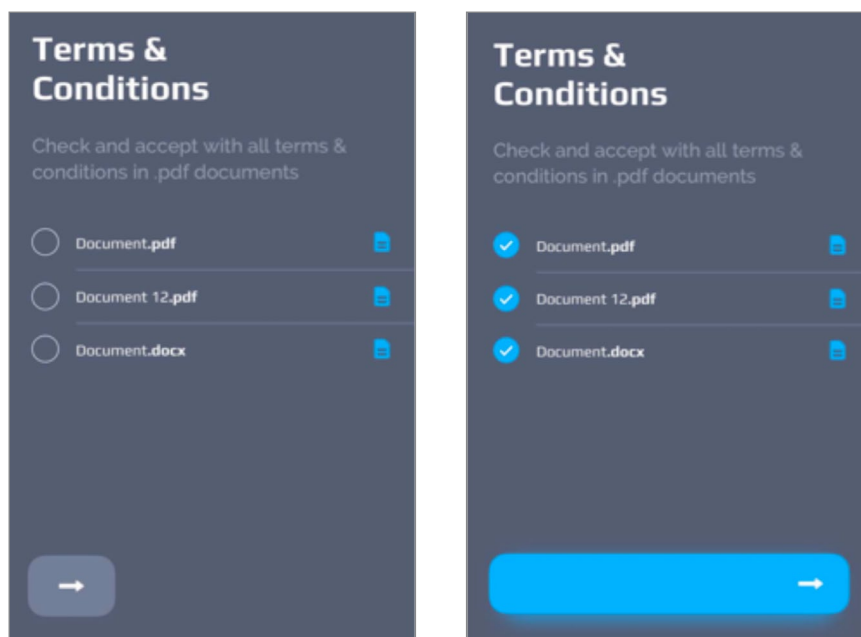 Terms &
Conditions
Check and accept with all terms &
conditions in .pdf documents
Document.pdf
Document 12.pdf
Document.docx
Terms &
Conditions
Check and accept with all terms &
conditions in .pdf documents
Document.pdf
Document 12.pdf
Document.docx